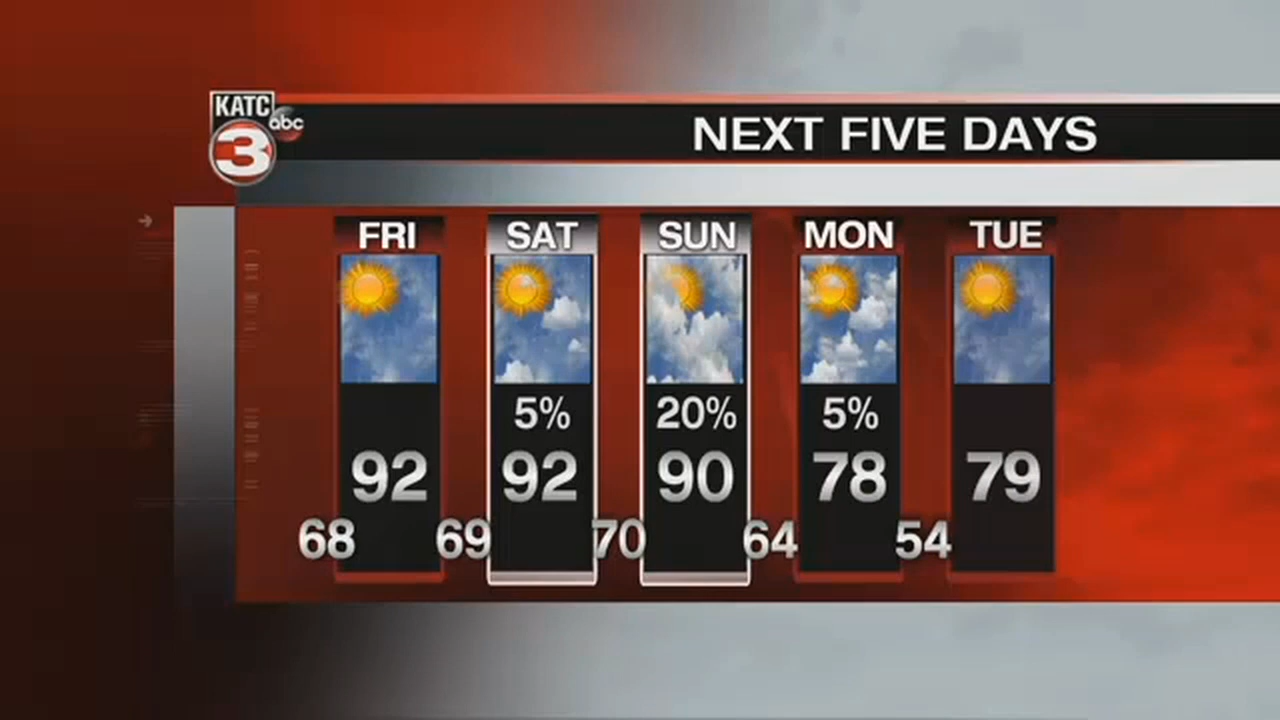 KATC
abc
3
NEXT FIVE DAYS
FRI SAT SUN MON TUE
5% 20% 5%
92 92 90 78 79
68 69 70 64 54